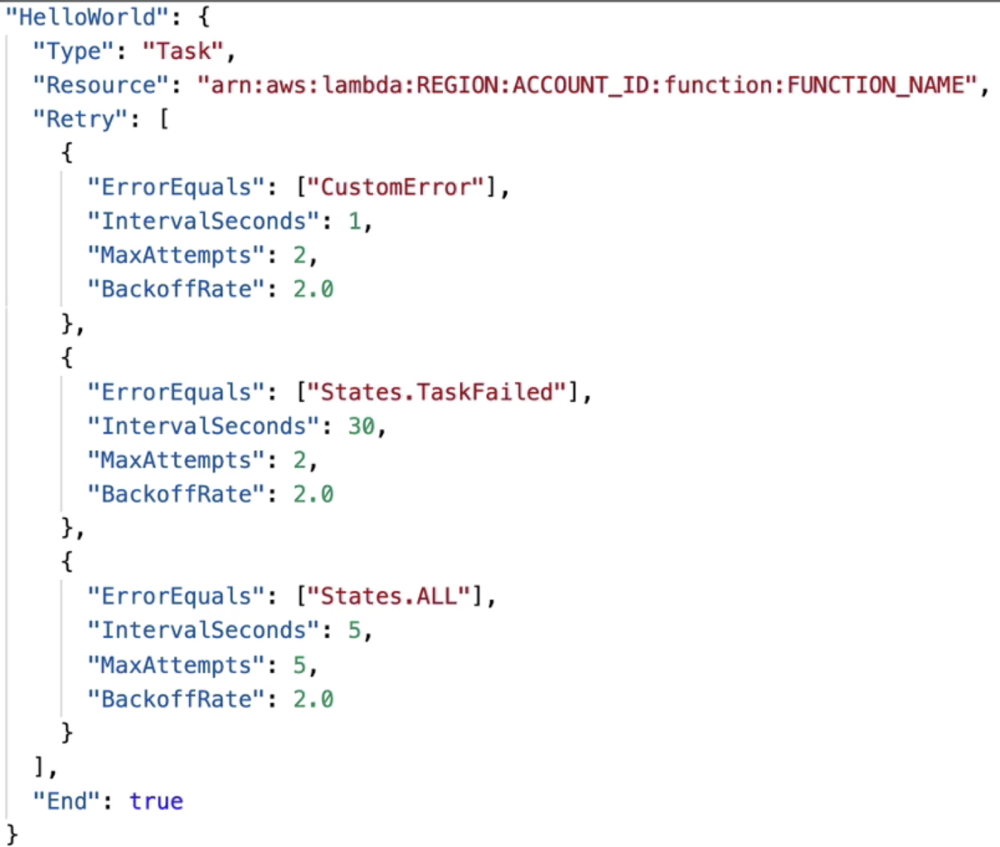 "HelloWorld": {
"Type": "Task",
"Resource": "arn:aws:lambda:REGION:ACCOUNT_ID:function:FUNCTION_NAME",
"Retry": [
{
"ErrorEquals": ["CustomError"],
"IntervalSeconds": 1,
"MaxAttempts": 2,
"BackoffRate": 2.0
},
{
"ErrorEquals": ["States.TaskFailed"],
"IntervalSeconds": 30,
"MaxAttempts": 2,
"BackoffRate": 2.0
},
{
"ErrorEquals": ["States.ALL"],
"IntervalSeconds": 5,
"MaxAttempts": 5,
"BackoffRate": 2.0
}
],
"End": true
}